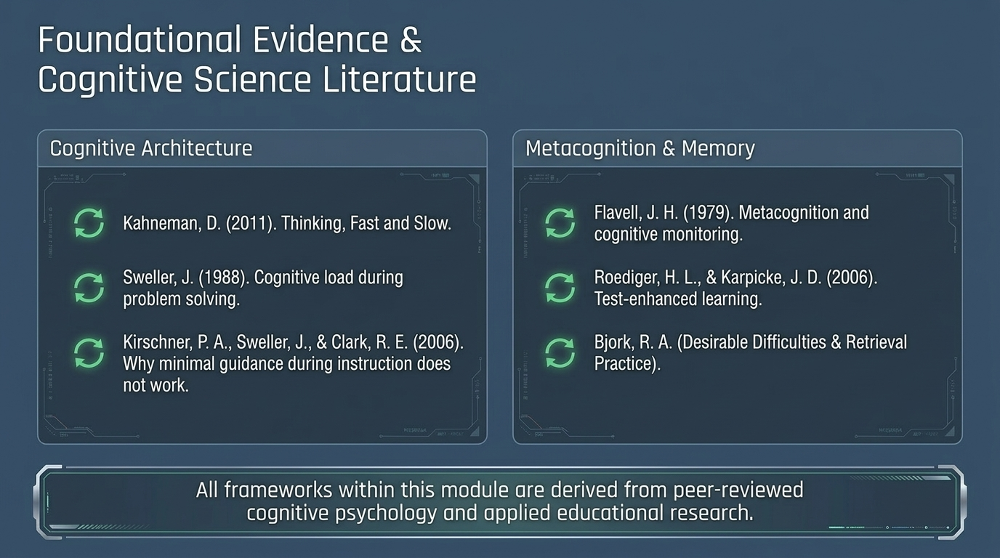 Foundational Evidence &
Cognitive Science Literature
Cognitive Architecture
Kahneman, D. (2011). Thinking, Fast and Slow.
Sweller, J. (1988). Cognitive load during
problem solving.
Kirschner, P. A., Sweller, J., & Clark, R. E. (2006).
Why minimal guidance during instruction does
not work.
Metacognition & Memory
Flavell, J. H. (1979). Metacognition and
cognitive monitoring.
Roediger, H. L., & Karpicke, J. D. (2006).
Test-enhanced learning.
Bjork, R. A. (Desirable Difficulties & Retrieval
Practice).
All frameworks within this module are derived from peer-reviewed
cognitive psychology and applied educational research.